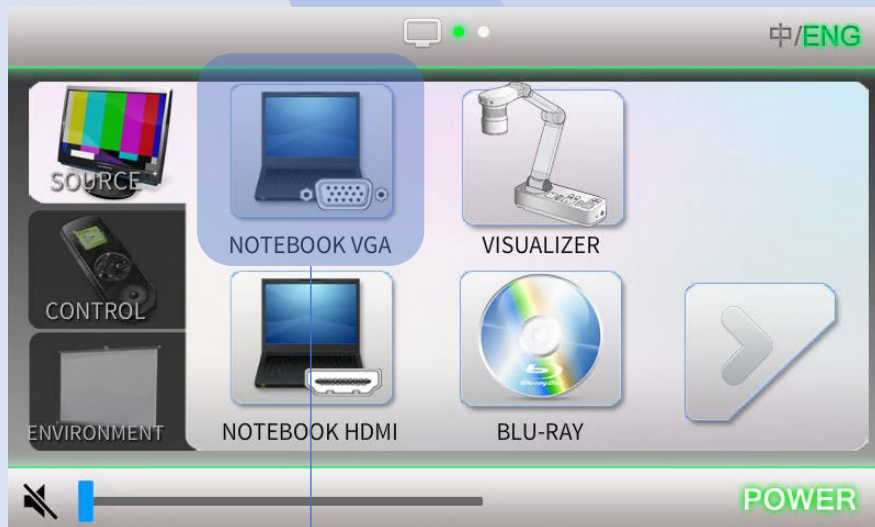 中/ENG
SOURCE
NOTEBOOK VGA
VISUALIZER
CONTROL
NOTEBOOK HDMI
BLU-RAY
ENVIRONMENT
POWER